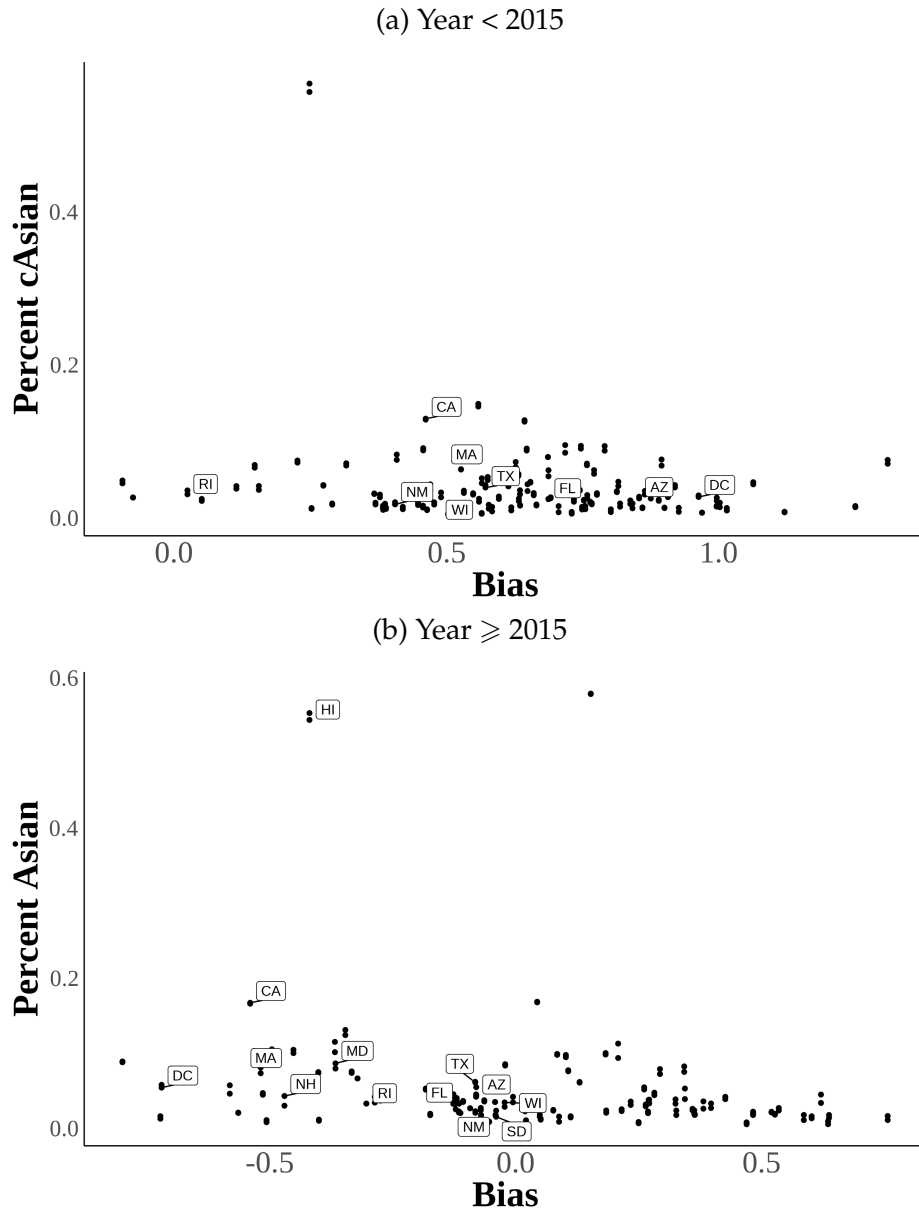 (a) Year < 2015
Percent cAsian
0.4
0.2
0.0
CA
MA
RI
NM
WI
TX
FL
AZ
DC
0.0 0.5 1.0
Bias
(b) Year ⩾ 2015
Percent Asian
0.6
0.4
0.2
0.0
HI
CA
MA
MD
DC
NH
RI
TX
FL
AZ
WI
NM
SD
-0.5 0.0 0.5
Bias